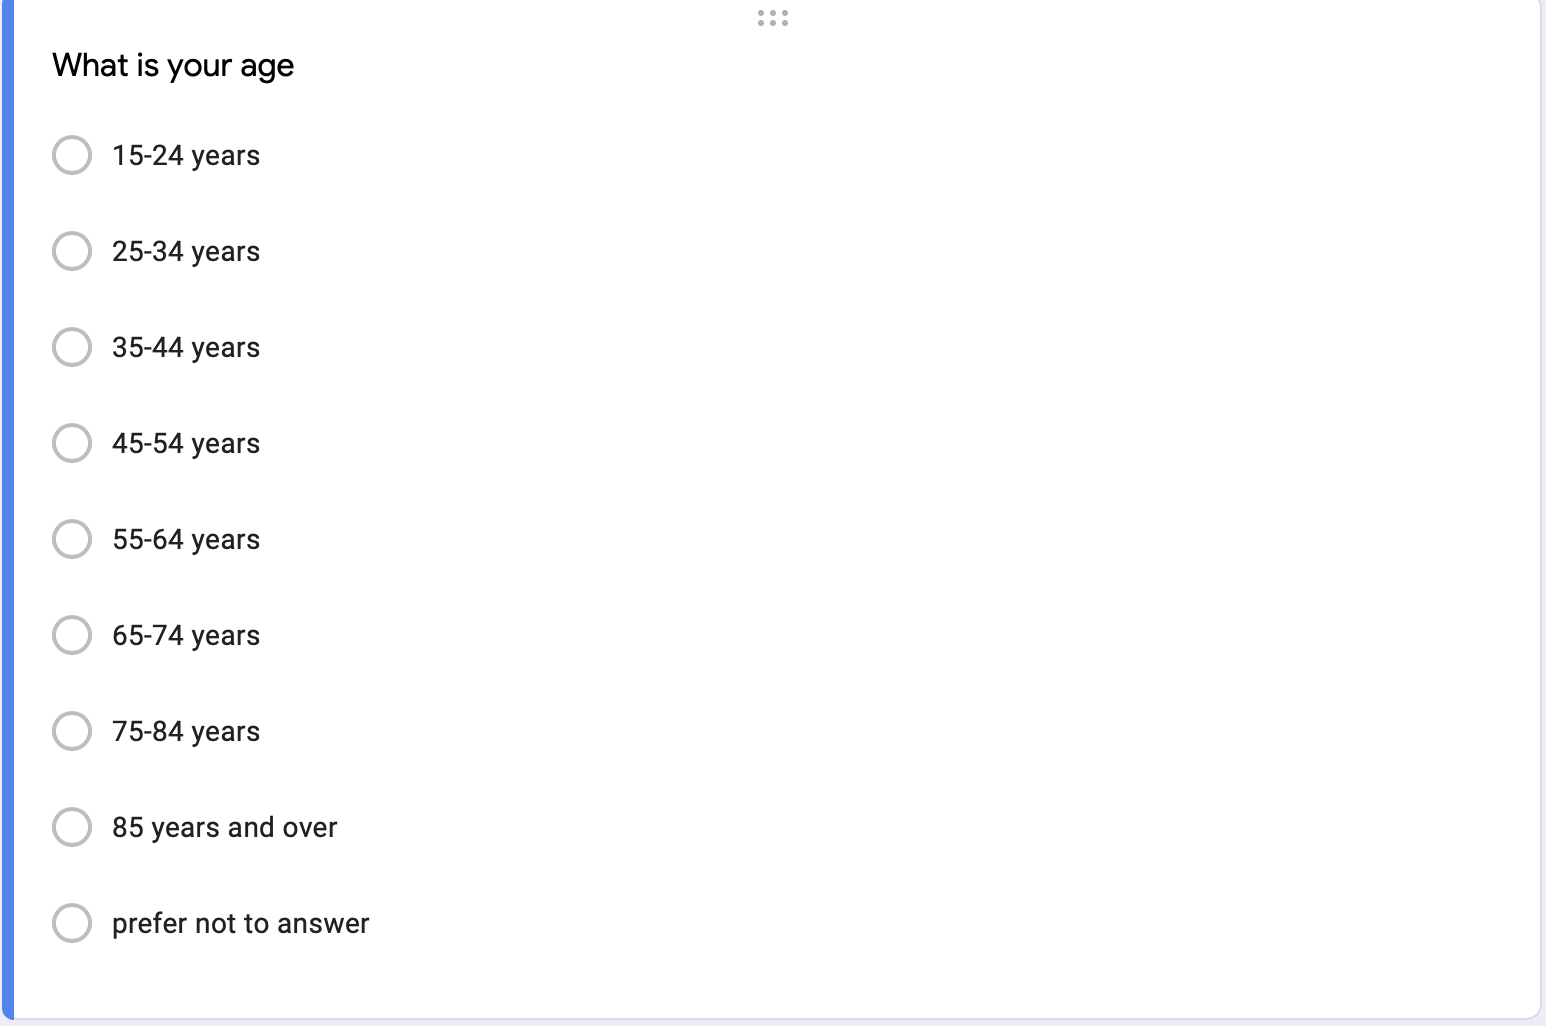 What is your age
15-24 years
25-34 years
35-44 years
45-54 years
55-64 years
65-74 years
75-84 years
85 years and over
prefer not to answer